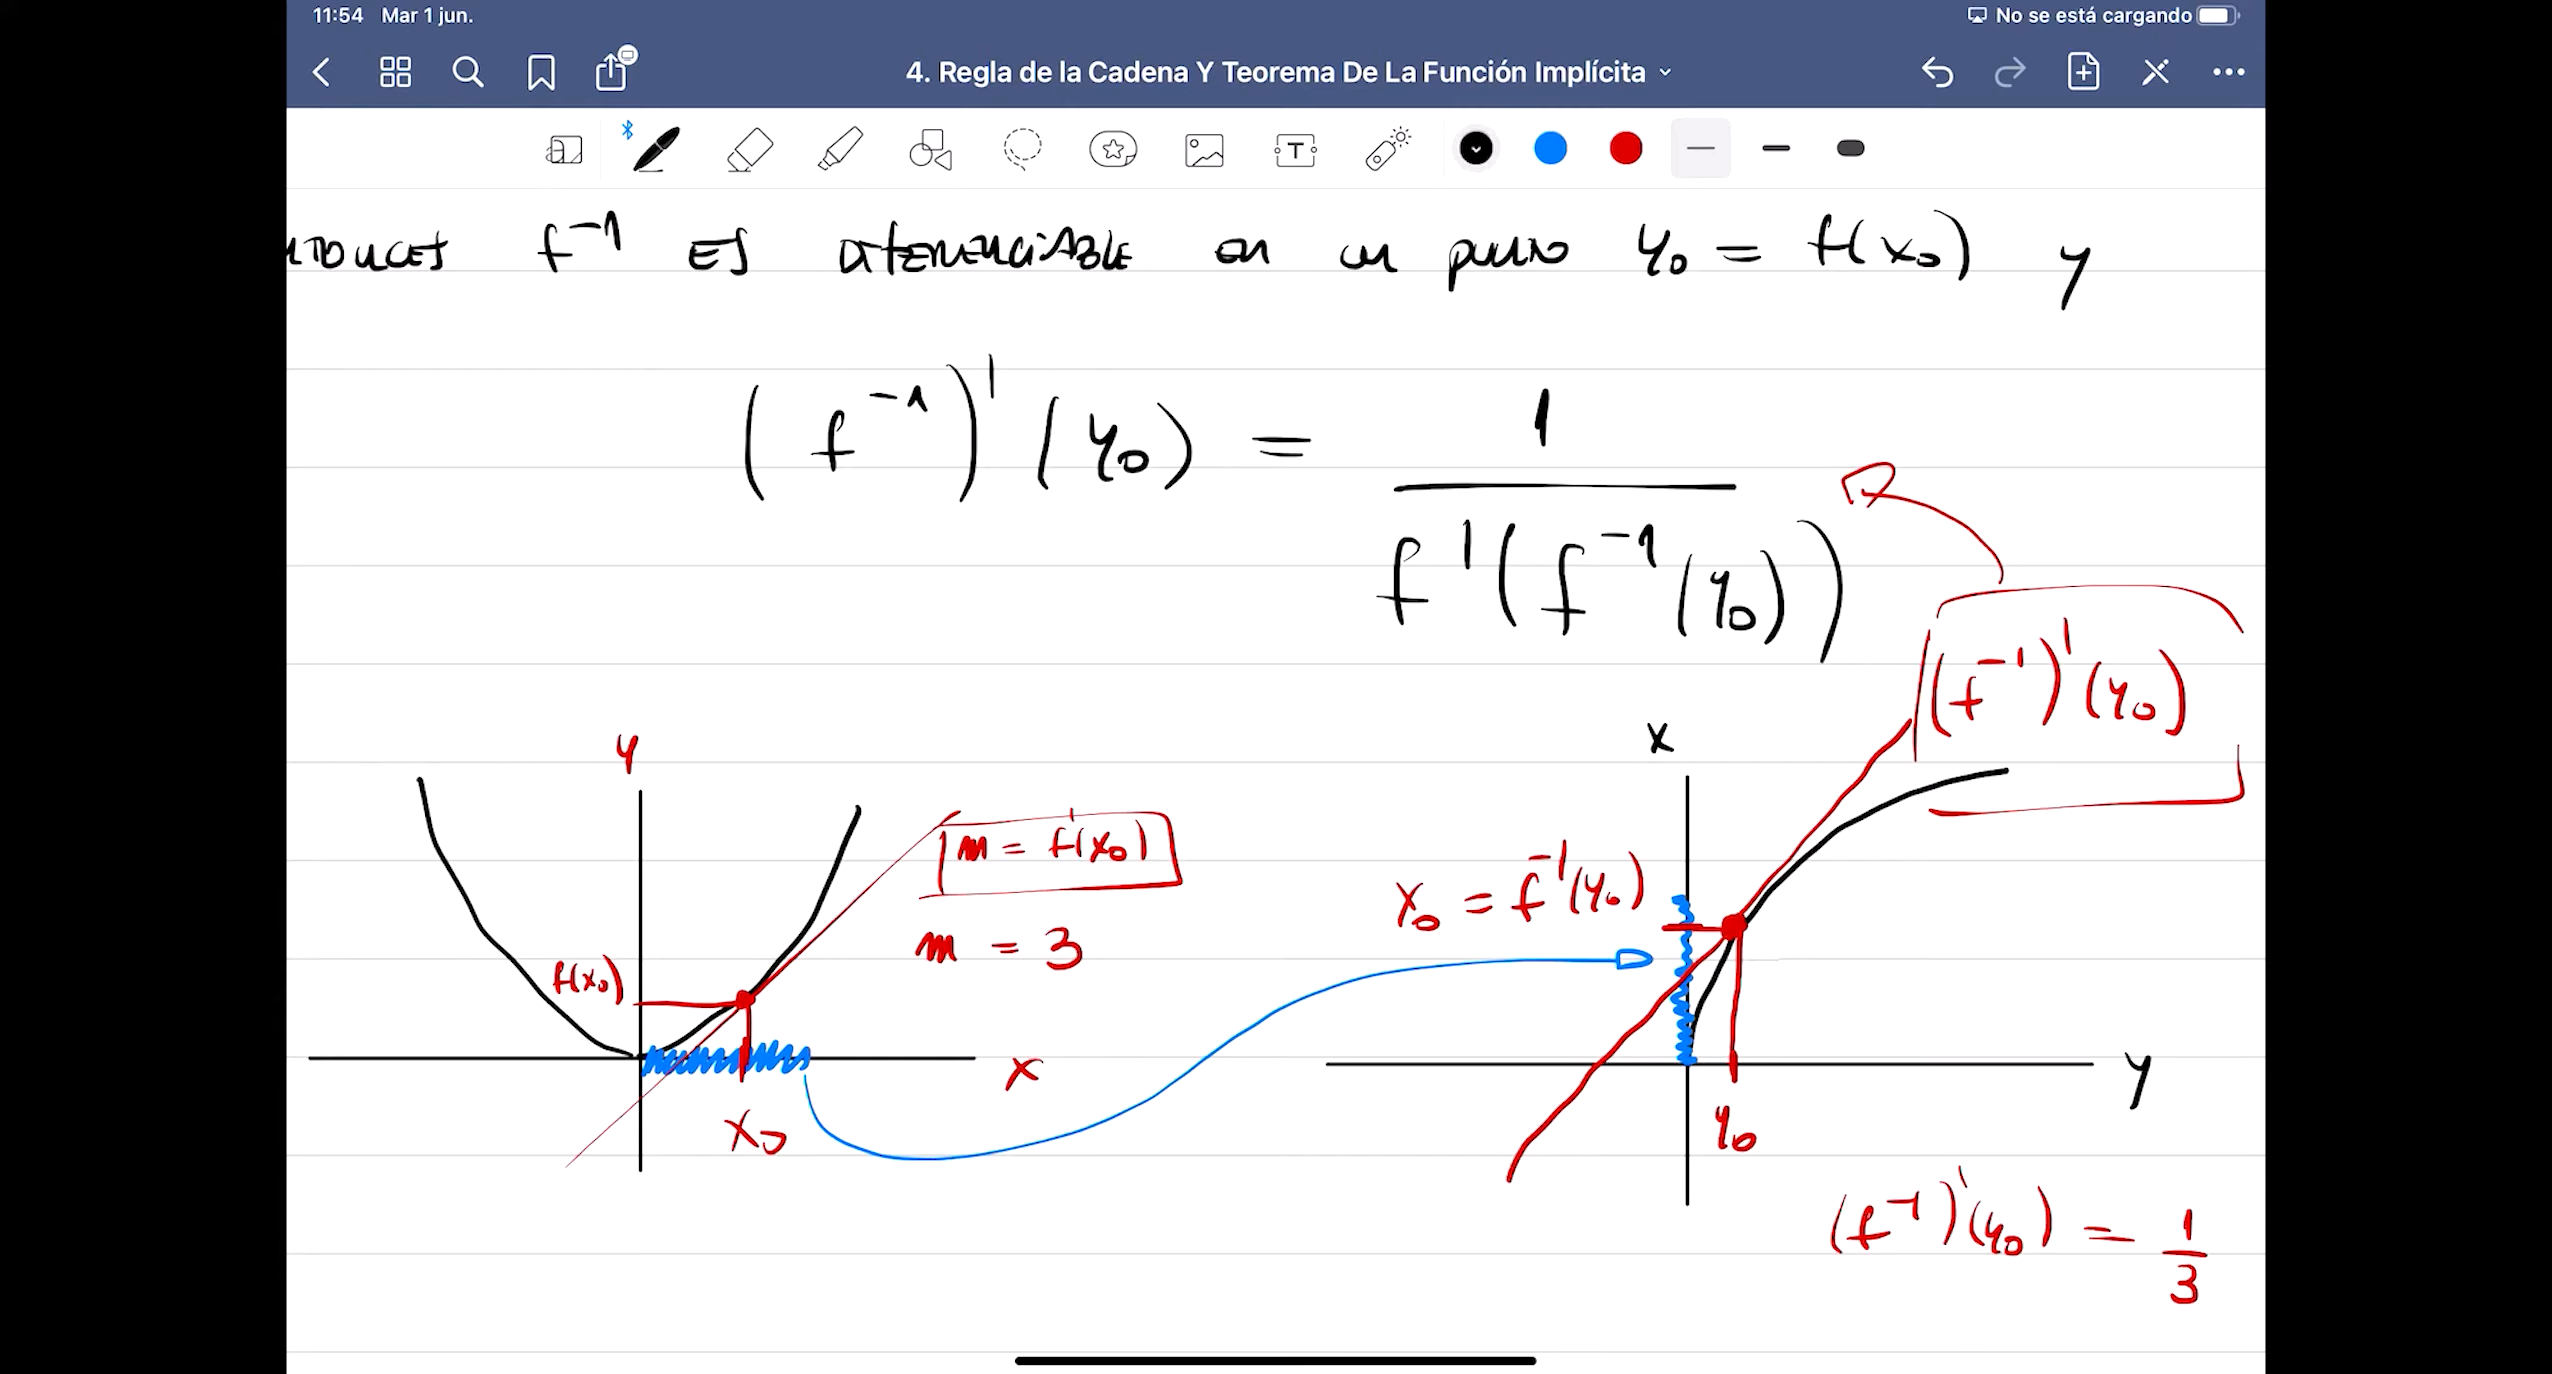 11:54 Mar 1 jun. No se está cargando
4. Regla de la Cadena Y Teorema De La Función Implícita
NTONCES f⁻¹ ES DIFERENCIABLE en un punto y₀ = f(x₀) y
(f⁻¹)'(y₀) = 1 / f'(f⁻¹(y₀))
(f⁻¹)'(y₀)
y
m = f'(x₀)
m = 3
f(x₀)
x
x₀
x
x₀ = f⁻¹(y₀)
y
y₀
(f⁻¹)'(y₀) = 1/3